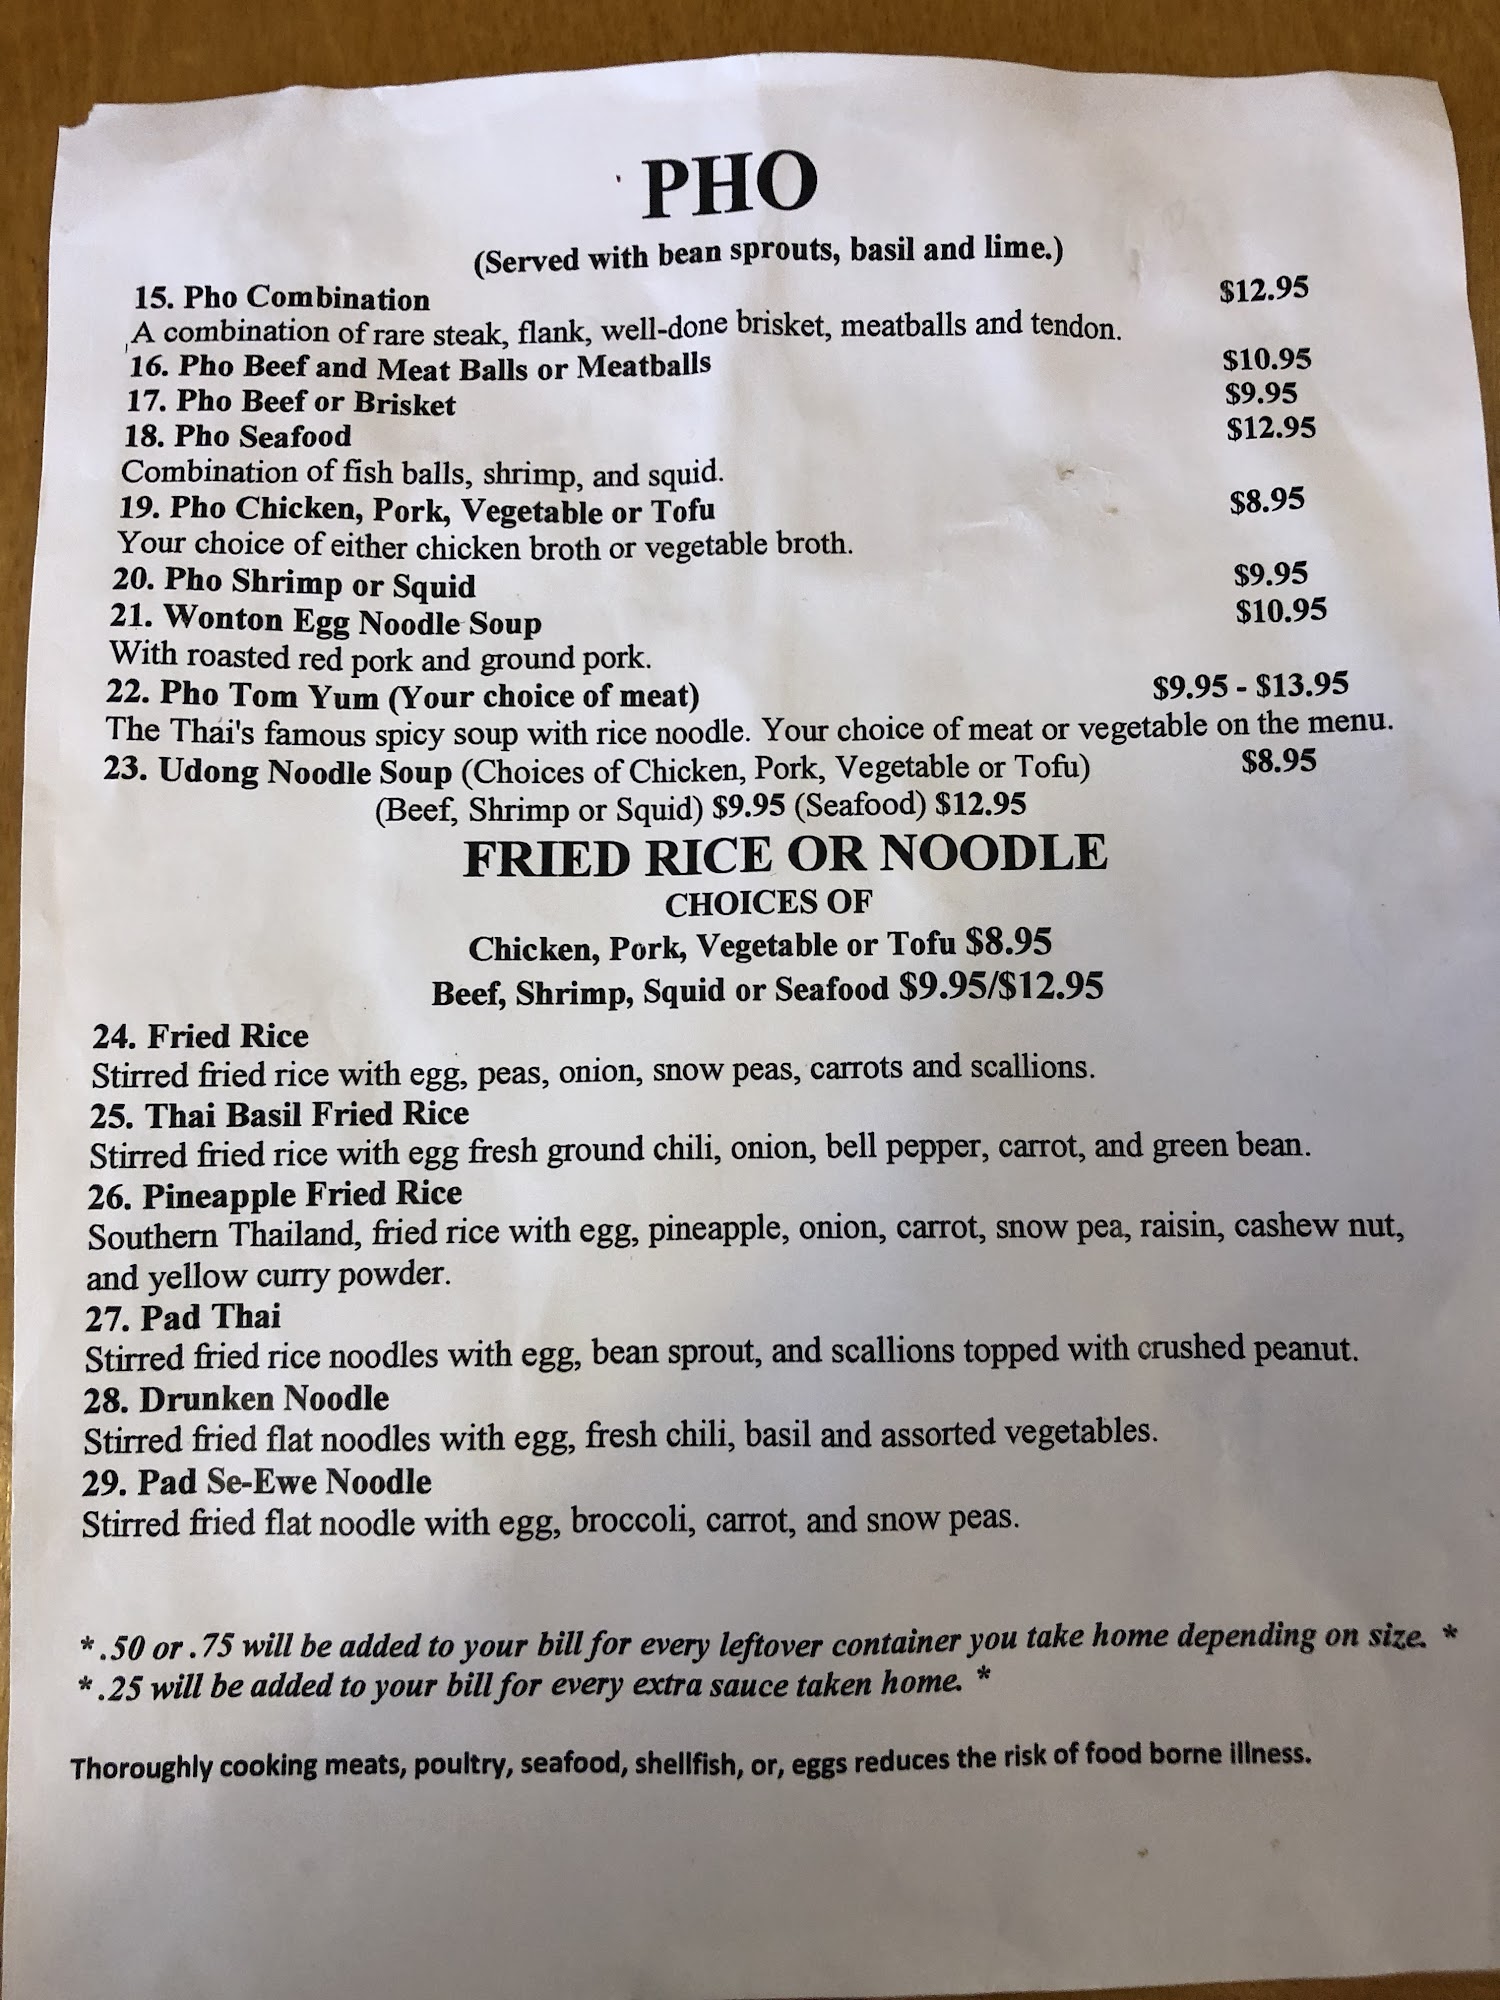 PHO
(Served with bean sprouts, basil and lime.)
15. Pho Combination $12.95
A combination of rare steak, flank, well-done brisket, meatballs and tendon.
16. Pho Beef and Meat Balls or Meatballs $10.95
17. Pho Beef or Brisket $9.95
18. Pho Seafood $12.95
Combination of fish balls, shrimp, and squid.
19. Pho Chicken, Pork, Vegetable or Tofu $8.95
Your choice of either chicken broth or vegetable broth.
20. Pho Shrimp or Squid $9.95
21. Wonton Egg Noodle Soup $10.95
With roasted red pork and ground pork.
22. Pho Tom Yum (Your choice of meat) $9.95 - $13.95
The Thai's famous spicy soup with rice noodle. Your choice of meat or vegetable on the menu.
23. Udong Noodle Soup (Choices of Chicken, Pork, Vegetable or Tofu) $8.95
(Beef, Shrimp or Squid) $9.95 (Seafood) $12.95
FRIED RICE OR NOODLE
CHOICES OF
Chicken, Pork, Vegetable or Tofu $8.95
Beef, Shrimp, Squid or Seafood $9.95/$12.95
24. Fried Rice
Stirred fried rice with egg, peas, onion, snow peas, carrots and scallions.
25. Thai Basil Fried Rice
Stirred fried rice with egg fresh ground chili, onion, bell pepper, carrot, and green bean.
26. Pineapple Fried Rice
Southern Thailand, fried rice with egg, pineapple, onion, carrot, snow pea, raisin, cashew nut,
and yellow curry powder.
27. Pad Thai
Stirred fried rice noodles with egg, bean sprout, and scallions topped with crushed peanut.
28. Drunken Noodle
Stirred fried flat noodles with egg, fresh chili, basil and assorted vegetables.
29. Pad Se-Ewe Noodle
Stirred fried flat noodle with egg, broccoli, carrot, and snow peas.
* .50 or .75 will be added to your bill for every leftover container you take home depending on size. *
* .25 will be added to your bill for every extra sauce taken home. *
Thoroughly cooking meats, poultry, seafood, shellfish, or, eggs reduces the risk of food borne illness.